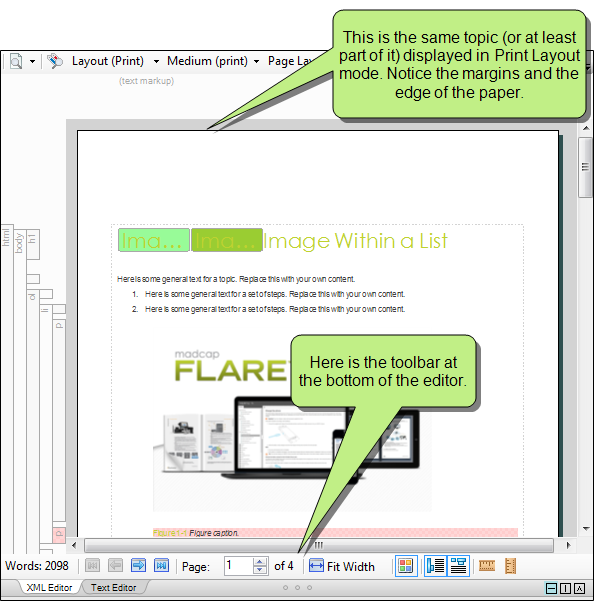 This is the same topic (or at least
part of it) displayed in Print Layout
mode. Notice the margins and the
edge of the paper.
Layout (Print) Medium (print) Page Layo
(text markup)
html
body
h1
Ima... Ima... Image Within a List
Here is some general text for a topic. Replace this with your own content.
1. Here is some general text for a set of steps. Replace this with your own content.
2. Here is some general text for a set of steps. Replace this with your own content.
ol
li
p
madcap
FLARE
Here is the toolbar at
the bottom of the editor.
p
Figure 1-1 Figure caption.
Words: 2098 Page: 1 of 4 Fit Width
XML Editor Text Editor